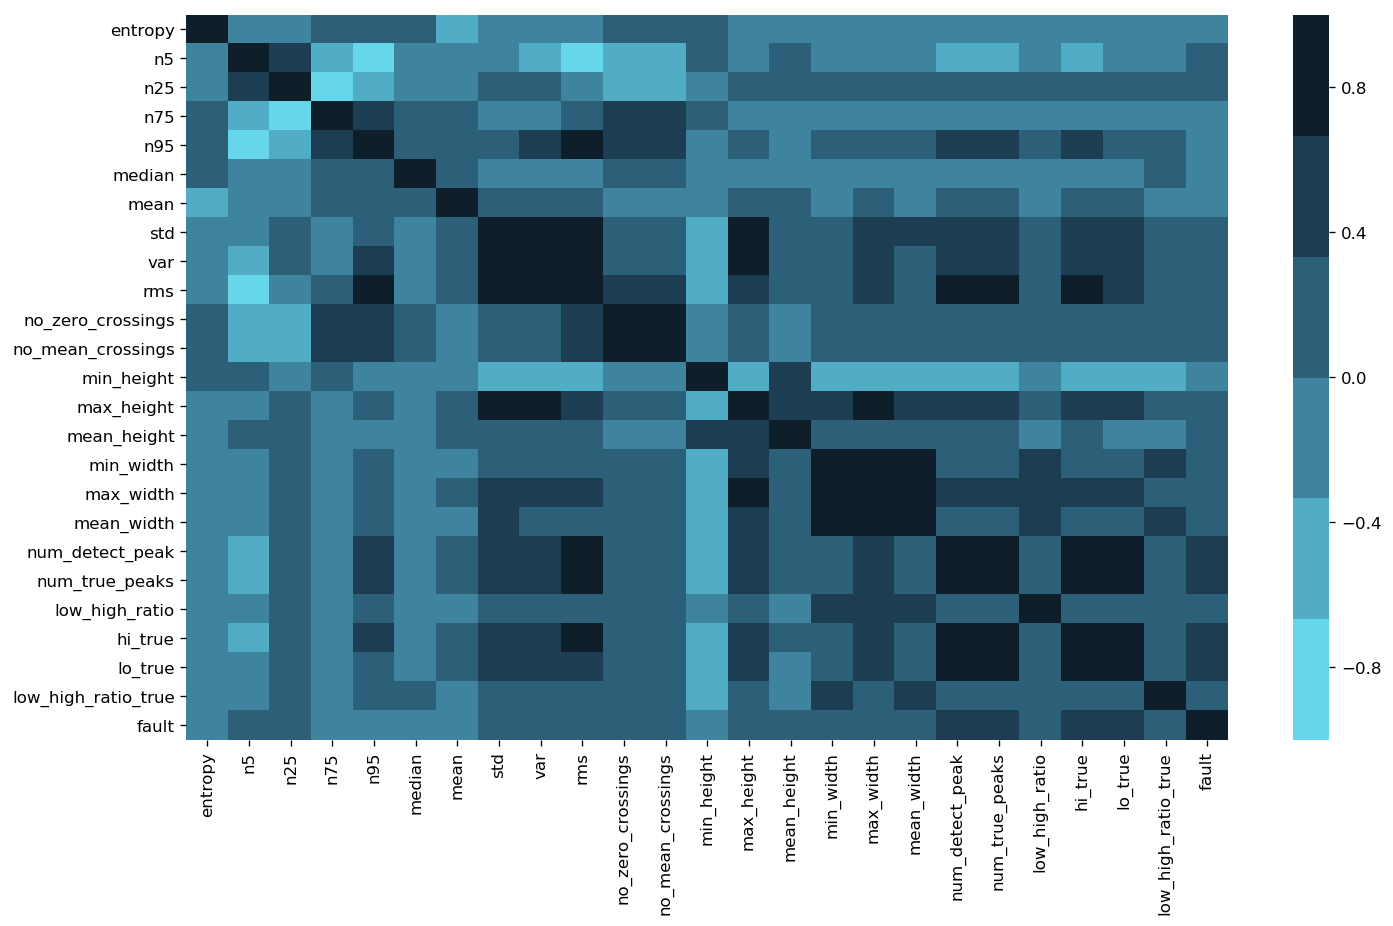 entropy
n5
n25
n75
n95
median
mean
std
var
rms
no_zero_crossings
no_mean_crossings
min_height
max_height
mean_height
min_width
max_width
mean_width
num_detect_peak
num_true_peaks
low_high_ratio
hi_true
lo_true
low_high_ratio_true
fault
entropy
n5
n25
n75
n95
median
mean
std
var
rms
no_zero_crossings
no_mean_crossings
min_height
max_height
mean_height
min_width
max_width
mean_width
num_detect_peak
num_true_peaks
low_high_ratio
hi_true
lo_true
low_high_ratio_true
fault
0.8
0.4
0.0
−0.4
−0.8